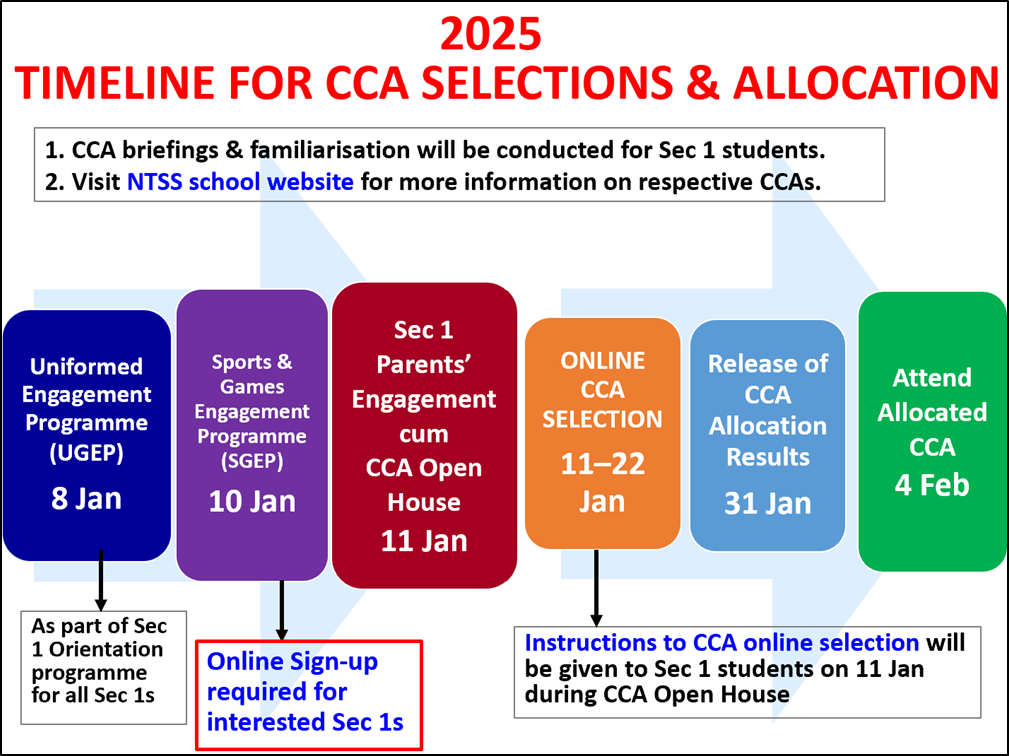 2025
TIMELINE FOR CCA SELECTIONS & ALLOCATION
1. CCA briefings & familiarisation will be conducted for Sec 1 students.
2. Visit NTSS school website for more information on respective CCAs.
Uniformed
Engagement
Programme
(UGEP)
8 Jan
Sports &
Games
Engagement
Programme
(SGEP)
10 Jan
Sec 1
Parents’
Engagement
cum
CCA Open
House
11 Jan
ONLINE
CCA
SELECTION
11–22
Jan
Release of
CCA
Allocation
Results
31 Jan
Attend
Allocated
CCA
4 Feb
As part of Sec
1 Orientation
programme
for all Sec 1s
Online Sign-up
required for
interested Sec 1s
Instructions to CCA online selection will
be given to Sec 1 students on 11 Jan
during CCA Open House